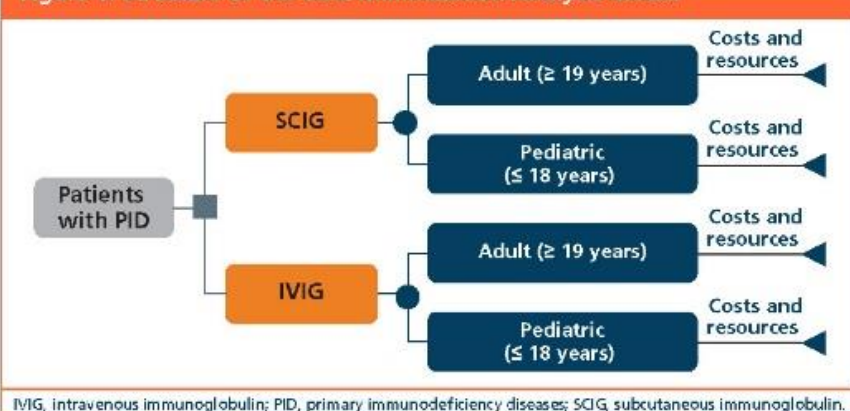 Costs and
resources
Adult (≥ 19 years)
SCIG
Costs and
resources
Pediatric
(≤ 18 years)
Patients
with PID
Costs and
resources
Adult (≥ 19 years)
IVIG
Costs and
resources
Pediatric
(≤ 18 years)
IVIG, intravenous immunoglobulin; PID, primary immunodeficiency diseases; SCIG, subcutaneous immunoglobulin.